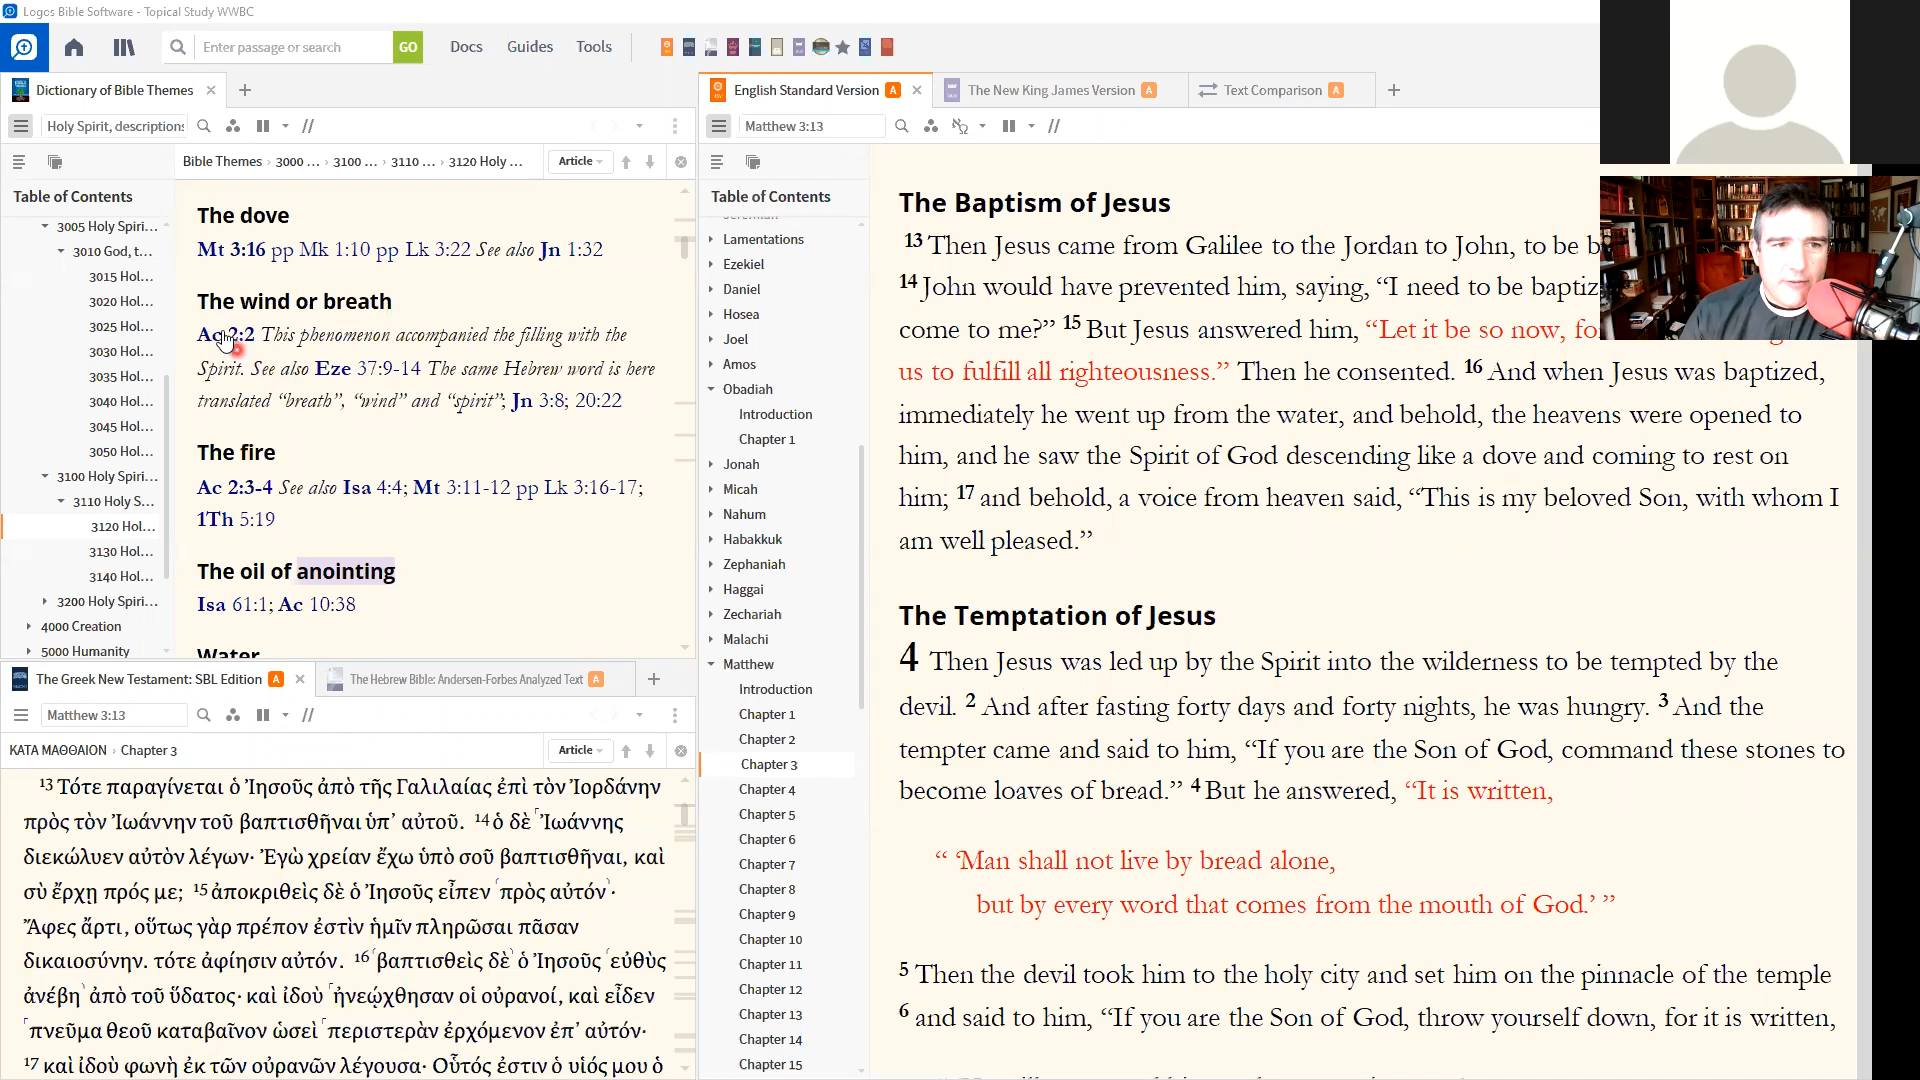 Logos Bible Software - Topical Study WWBC
Enter passage or search
GO
Docs
Guides
Tools
Dictionary of Bible Themes
Holy Spirit, descriptions
Bible Themes › 3000 ... › 3100 ... › 3110 ... › 3120 Holy ...
Article
Table of Contents
3005 Holy Spiri...
3010 God, t...
3015 Hol...
3020 Hol...
3025 Hol...
3030 Hol...
3035 Hol...
3040 Hol...
3045 Hol...
3050 Hol...
3100 Holy Spiri...
3110 Holy S...
3120 Hol...
3130 Hol...
3140 Hol...
3200 Holy Spiri...
4000 Creation
5000 Humanity
The dove
Mt 3:16 pp Mk 1:10 pp Lk 3:22 See also Jn 1:32
The wind or breath
Ac 2:2 This phenomenon accompanied the filling with the
Spirit. See also Eze 37:9-14 The same Hebrew word is here
translated “breath”, “wind” and “spirit”; Jn 3:8; 20:22
The fire
Ac 2:3-4 See also Isa 4:4; Mt 3:11-12 pp Lk 3:16-17;
1Th 5:19
The oil of anointing
Isa 61:1; Ac 10:38
Water
The Greek New Testament: SBL Edition A
The Hebrew Bible: Andersen-Forbes Analyzed Text A
Matthew 3:13
ΚΑΤΑ ΜΑΘΘΑΙΟΝ › Chapter 3
Article
13 Τότε παραγίνεται ὁ Ἰησοῦς ἀπὸ τῆς Γαλιλαίας ἐπὶ τὸν Ἰορδάνην
πρὸς τὸν Ἰωάννην τοῦ βαπτισθῆναι ὑπ’ αὐτοῦ. 14 ὁ δὲ ⸀Ἰωάννης
διεκώλυεν αὐτὸν λέγων· Ἐγὼ χρείαν ἔχω ὑπὸ σοῦ βαπτισθῆναι, καὶ
σὺ ἔρχῃ πρός με; 15 ἀποκριθεὶς δὲ ὁ Ἰησοῦς εἶπεν ⸂πρὸς αὐτόν⸃·
Ἄφες ἄρτι, οὕτως γὰρ πρέπον ἐστὶν ἡμῖν πληρῶσαι πᾶσαν
δικαιοσύνην. τότε ἀφίησιν αὐτόν. 16 ⸂βαπτισθεὶς δὲ⸃ ὁ Ἰησοῦς ⸂εὐθὺς
ἀνέβη⸃ ἀπὸ τοῦ ὕδατος· καὶ ἰδοὺ ⸀ἠνεῴχθησαν οἱ οὐρανοί, καὶ εἶδεν
⸀πνεῦμα θεοῦ καταβαῖνον ὡσεὶ ⸀περιστερὰν ἐρχόμενον ἐπ’ αὐτόν·
17 καὶ ἰδοὺ φωνὴ ἐκ τῶν οὐρανῶν λέγουσα· Οὗτός ἐστιν ὁ υἱός μου ὁ
English Standard Version A
The New King James Version A
Text Comparison A
Matthew 3:13
Table of Contents
Jeremiah
Lamentations
Ezekiel
Daniel
Hosea
Joel
Amos
Obadiah
Introduction
Chapter 1
Jonah
Micah
Nahum
Habakkuk
Zephaniah
Haggai
Zechariah
Malachi
Matthew
Introduction
Chapter 1
Chapter 2
Chapter 3
Chapter 4
Chapter 5
Chapter 6
Chapter 7
Chapter 8
Chapter 9
Chapter 10
Chapter 11
Chapter 12
Chapter 13
Chapter 14
Chapter 15
The Baptism of Jesus
13 Then Jesus came from Galilee to the Jordan to John, to be b
14 John would have prevented him, saying, “I need to be baptiz
come to me?” 15 But Jesus answered him, “Let it be so now, fo
us to fulfill all righteousness.” Then he consented. 16 And when Jesus was baptized,
immediately he went up from the water, and behold, the heavens were opened to
him, and he saw the Spirit of God descending like a dove and coming to rest on
him; 17 and behold, a voice from heaven said, “This is my beloved Son, with whom I
am well pleased.”
The Temptation of Jesus
4 Then Jesus was led up by the Spirit into the wilderness to be tempted by the
devil. 2 And after fasting forty days and forty nights, he was hungry. 3 And the
tempter came and said to him, “If you are the Son of God, command these stones to
become loaves of bread.” 4 But he answered, “It is written,
“ ‘Man shall not live by bread alone,
but by every word that comes from the mouth of God.’ ”
5 Then the devil took him to the holy city and set him on the pinnacle of the temple
6 and said to him, “If you are the Son of God, throw yourself down, for it is written,